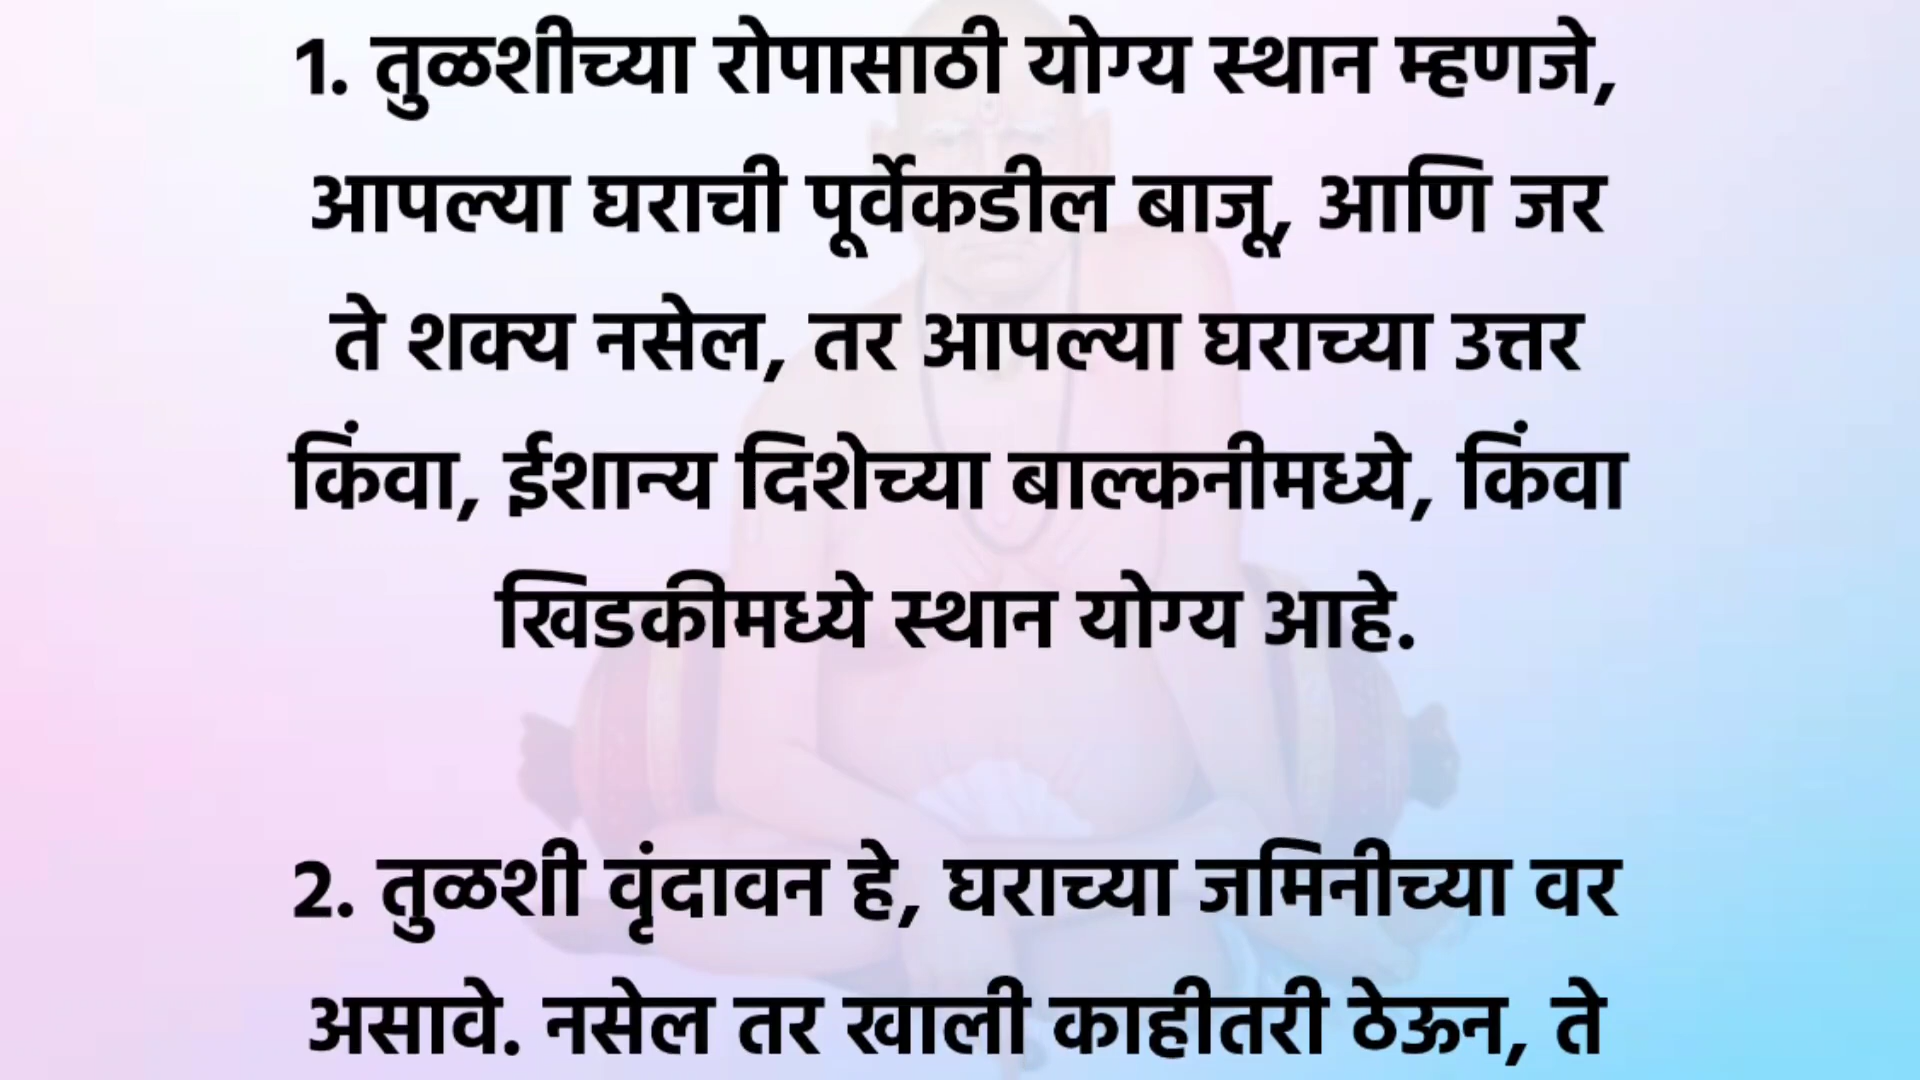 1. तुळशीच्या रोपासाठी योग्य स्थान म्हणजे,
आपल्या घराची पूर्वेकडील बाजू, आणि जर
ते शक्य नसेल, तर आपल्या घराच्या उत्तर
किंवा, ईशान्य दिशेच्या बाल्कनीमध्ये, किंवा
खिडकीमध्ये स्थान योग्य आहे.
2. तुळशी वृंदावन हे, घराच्या जमिनीच्या वर
असावे. नसेल तर खाली काहीतरी ठेऊन, ते